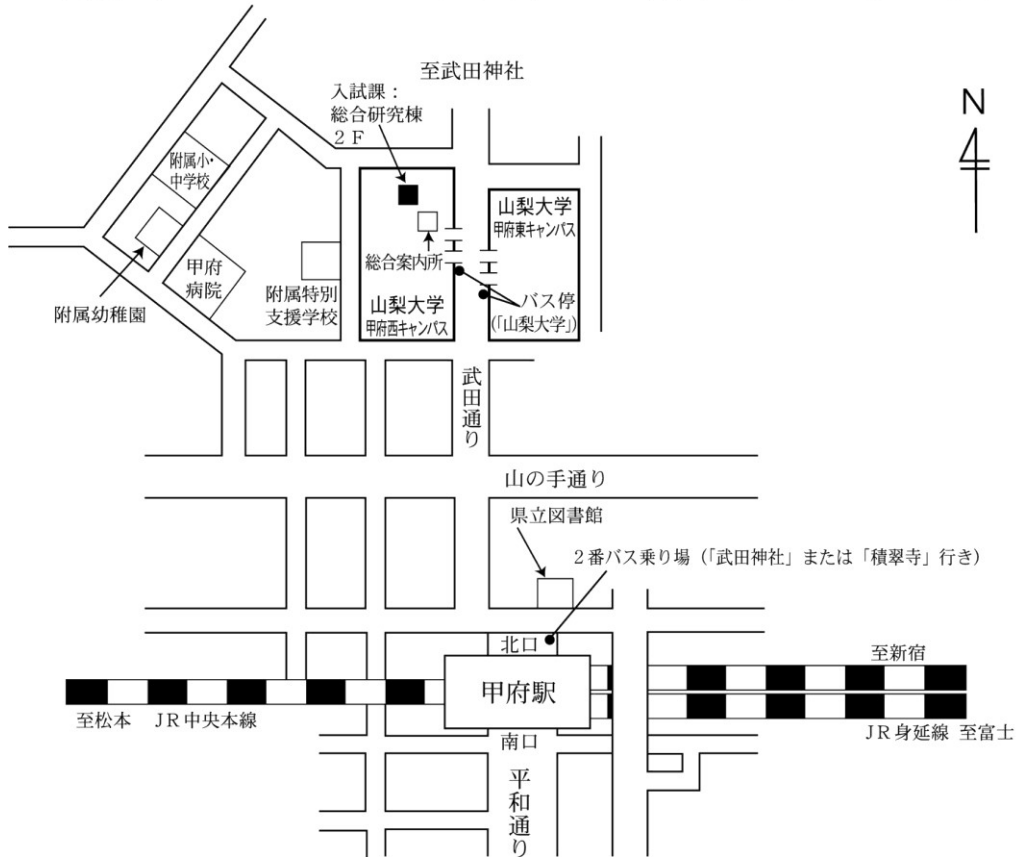 至武田神社
入試課：
総合研究棟
２Ｆ
N
附属小・
中学校
山梨大学
甲府東キャンパス
総合案内所
甲府
病院
附属特別
支援学校
山梨大学
甲府西キャンパス
バス停
(「山梨大学」)
附属幼稚園
武田通り
山の手通り
県立図書館
２番バス乗り場（「武田神社」または「積翠寺」行き）
北口
至新宿
甲府駅
至松本　ＪＲ中央本線
ＪＲ身延線 至富士
南口
平和通り